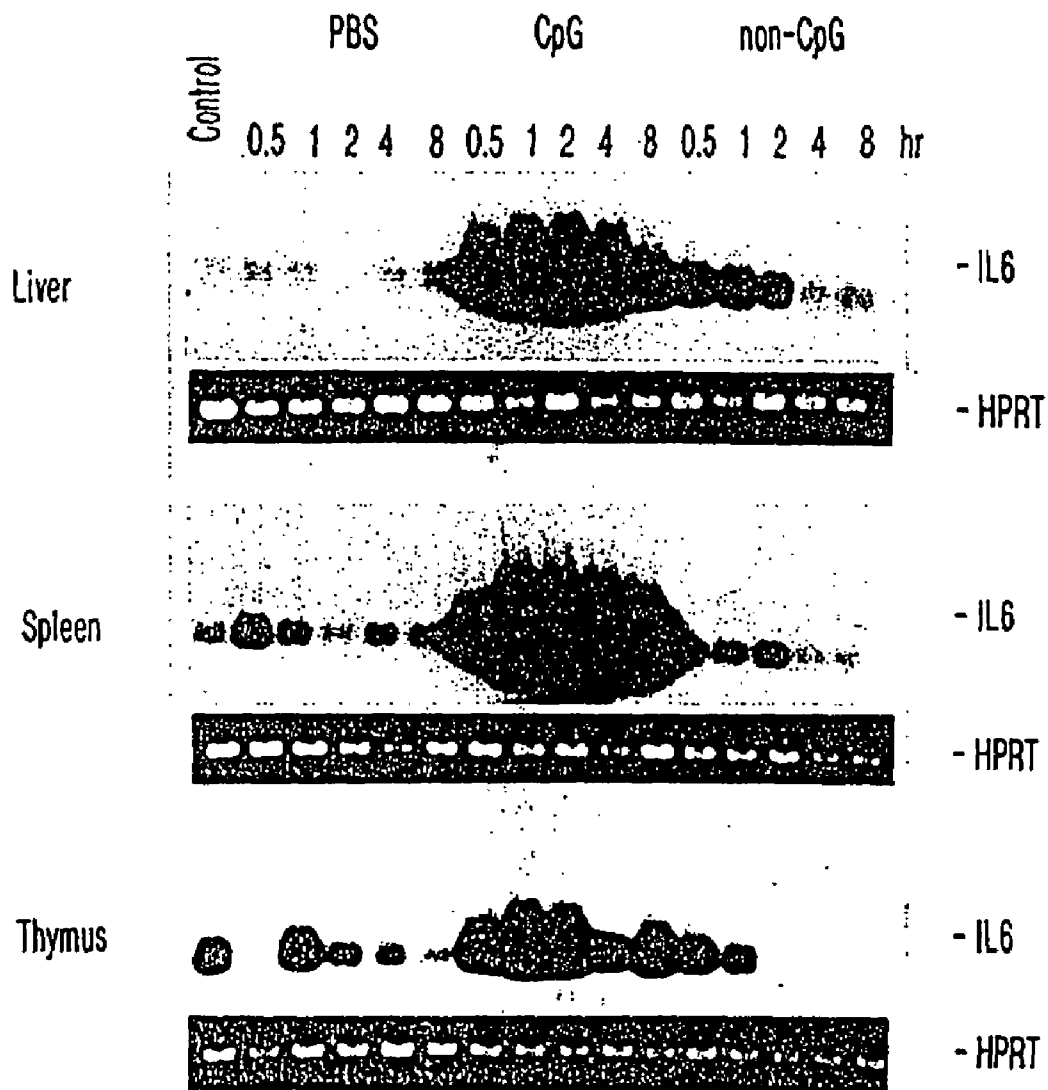 PBS CpG non-CpG
Control
0.5 1 2 4 8 0.5 1 2 4 8 0.5 1 2 4 8 hr
Liver
- IL6
- HPRT
Spleen
- IL6
- HPRT
Thymus
- IL6
- HPRT